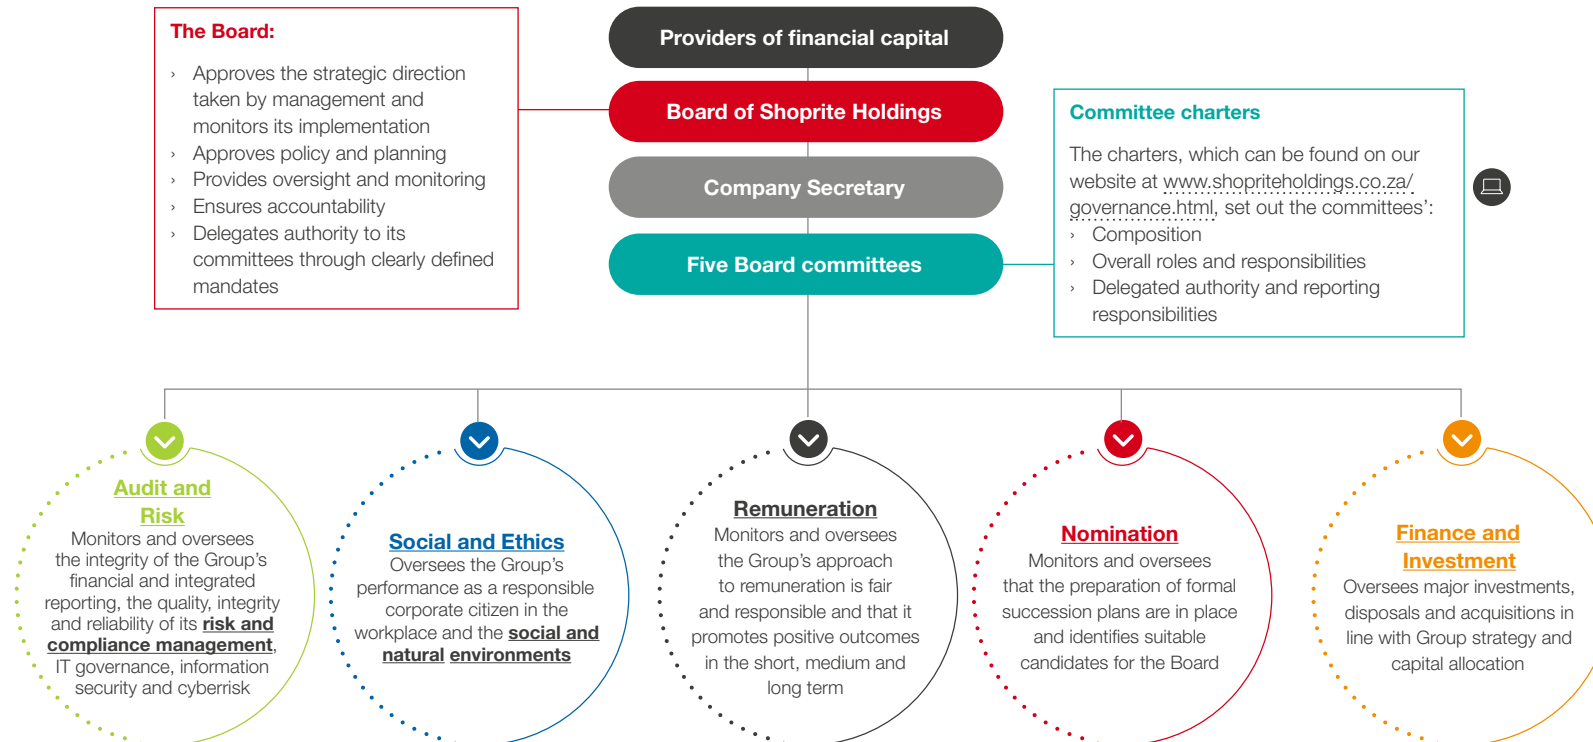 The Board:
› Approves the strategic direction
taken by management and
monitors its implementation
› Approves policy and planning
› Provides oversight and monitoring
› Ensures accountability
› Delegates authority to its
committees through clearly defined
mandates
Providers of financial capital
Board of Shoprite Holdings
Company Secretary
Five Board committees
Committee charters
The charters, which can be found on our
website at www.shopriteholdings.co.za/
governance.html, set out the committees’:
› Composition
› Overall roles and responsibilities
› Delegated authority and reporting
responsibilities
Audit and
Risk
Monitors and oversees
the integrity of the Group’s
financial and integrated
reporting, the quality, integrity
and reliability of its risk and
compliance management,
IT governance, information
security and cyberrisk
Social and Ethics
Oversees the Group’s
performance as a responsible
corporate citizen in the
workplace and the social and
natural environments
Remuneration
Monitors and oversees
the Group’s approach
to remuneration is fair
and responsible and that it
promotes positive outcomes
in the short, medium and
long term
Nomination
Monitors and oversees
that the preparation of formal
succession plans are in place
and identifies suitable
candidates for the Board
Finance and
Investment
Oversees major investments,
disposals and acquisitions in
line with Group strategy and
capital allocation